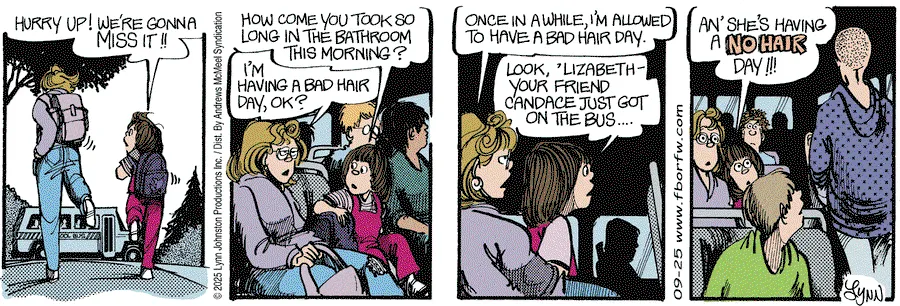 HURRY UP! WE'RE GONNA
MISS IT!!
SCHOOL BUS
© 2025 Lynn Johnston Productions Inc. / Dist. By Andrews McMeel Syndication
HOW COME YOU TOOK SO
LONG IN THE BATHROOM
THIS MORNING?
I'M
HAVING A BAD HAIR
DAY, OK?
ONCE IN A WHILE, I'M ALLOWED
TO HAVE A BAD HAIR DAY.
LOOK, 'LIZABETH-
YOUR FRIEND
CANDACE JUST GOT
ON THE BUS....
09-25 www.fborfw.com
AN' SHE'S HAVING
A NO HAIR
DAY!!!
LYNN